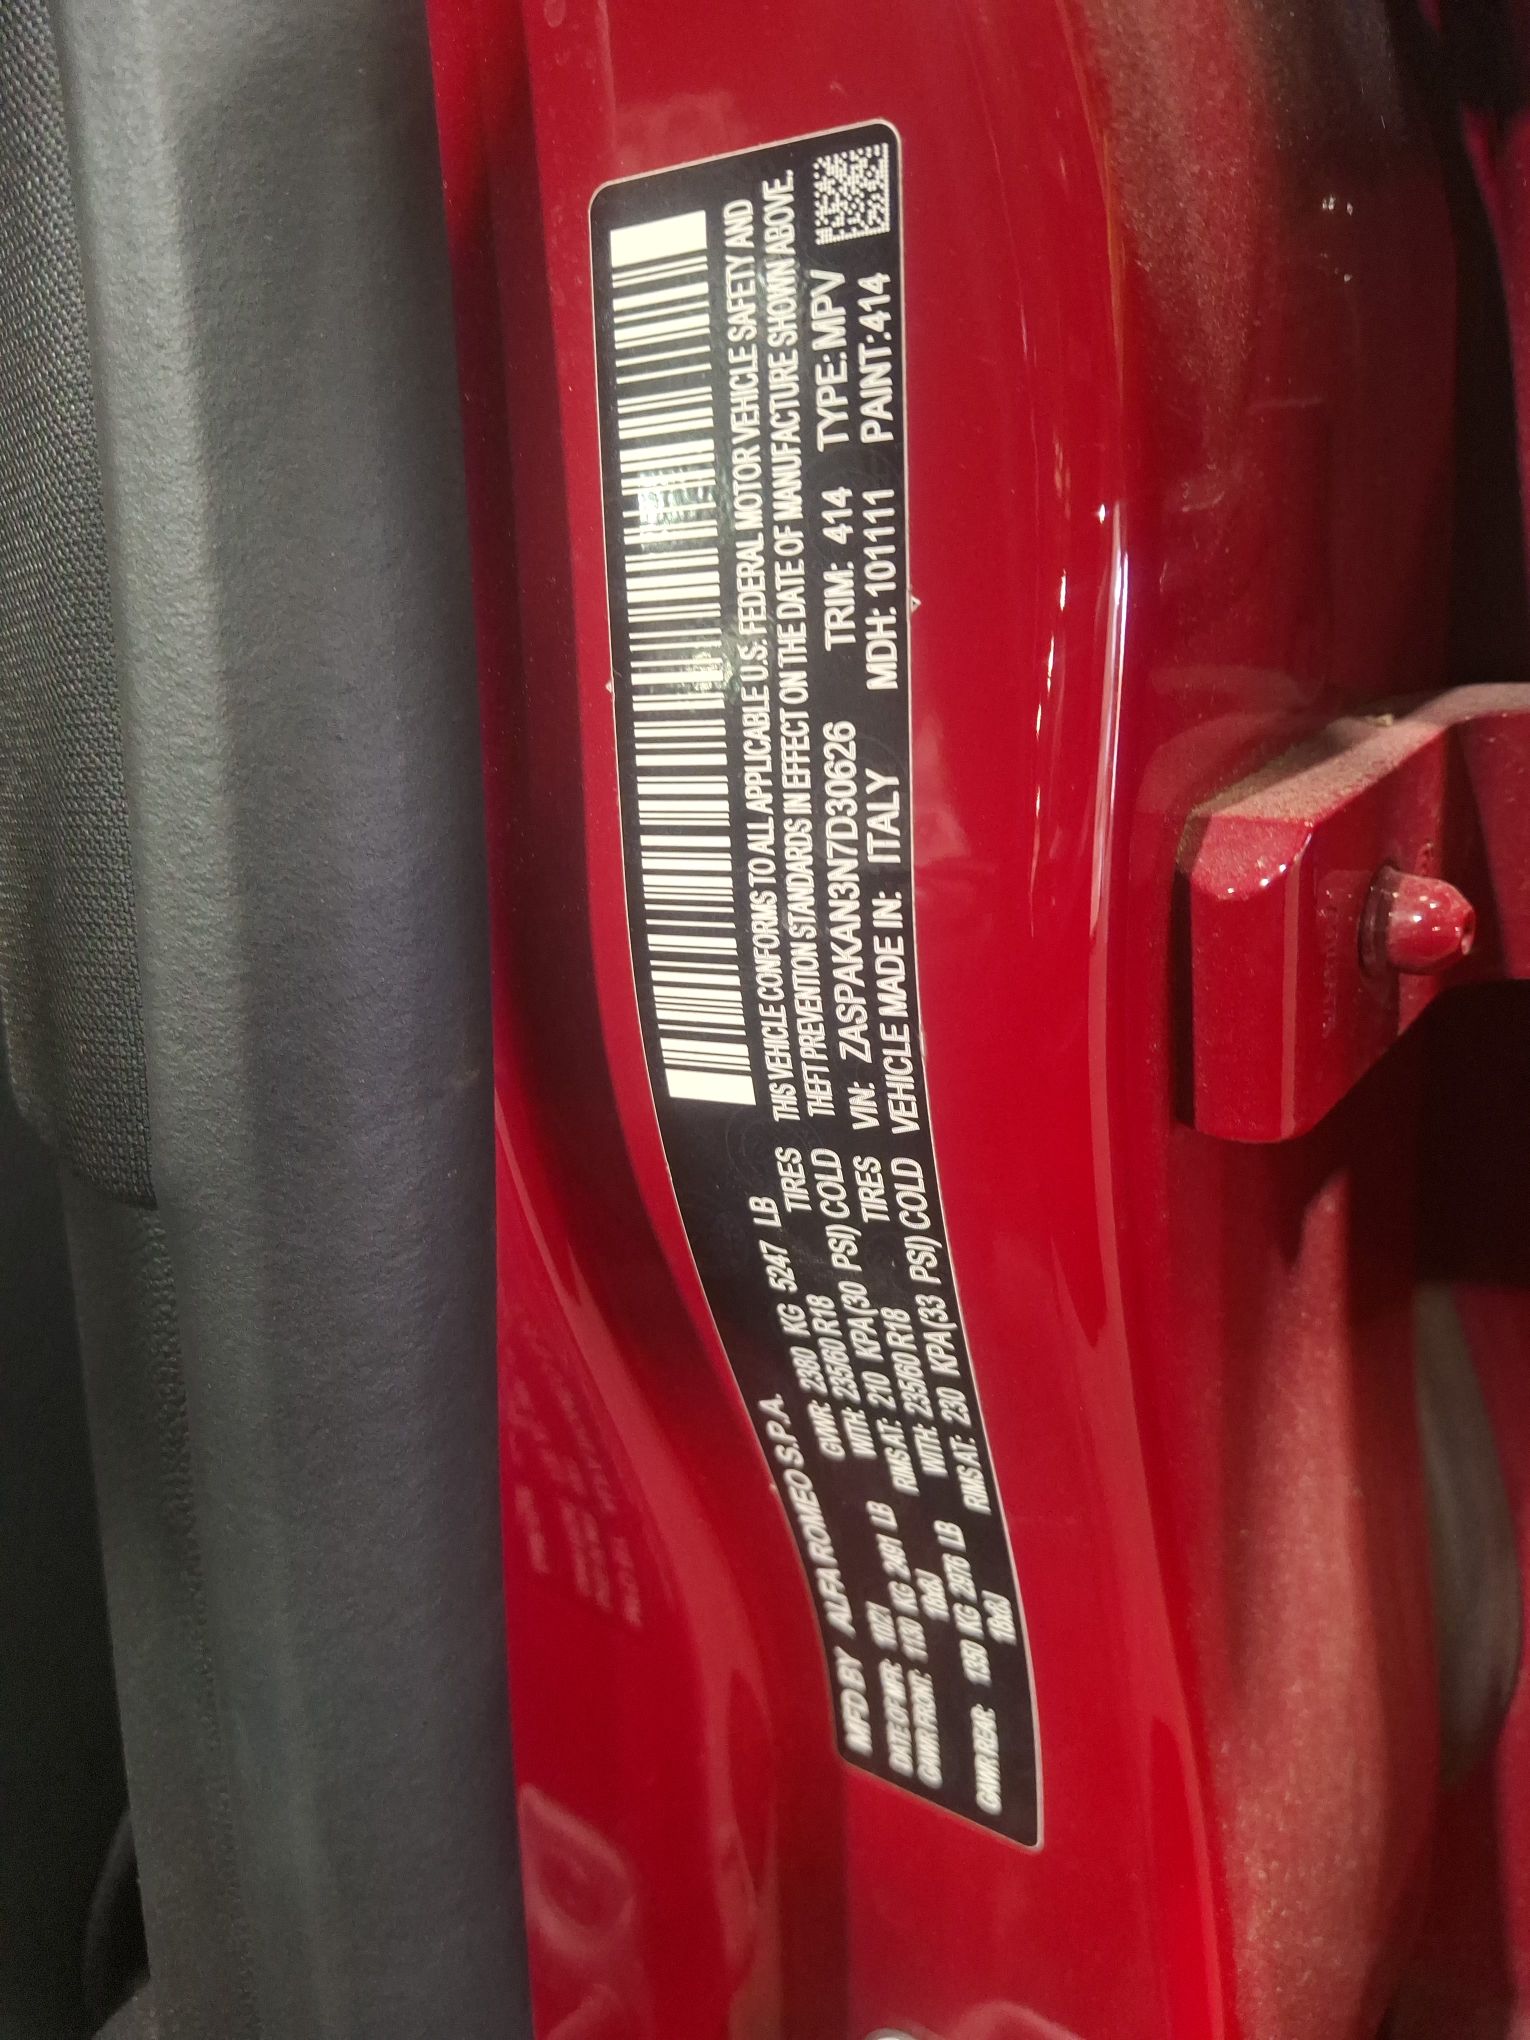 MFD BY ALFA ROMEO S.P.A.
DATE OF MFR: 10/21 GVWR: 2380 KG 5247 LB
GAWR FRONT: 1130 KG 2491 LB WITH: 235/60 R18 TIRES
18x8J RIMS AT: 210 KPA(30 PSI) COLD
GAWR REAR: 1350 KG 2976 LB WITH: 235/60 R18 TIRES
18x8J RIMS AT: 230 KPA(33 PSI) COLD
THIS VEHICLE CONFORMS TO ALL APPLICABLE U.S. FEDERAL MOTOR VEHICLE SAFETY AND
THEFT PREVENTION STANDARDS IN EFFECT ON THE DATE OF MANUFACTURE SHOWN ABOVE.
VIN: ZASPAKAN3N7D30626 TRIM: 414 TYPE: MPV
VEHICLE MADE IN: ITALY MDH: 101111 PAINT: 414